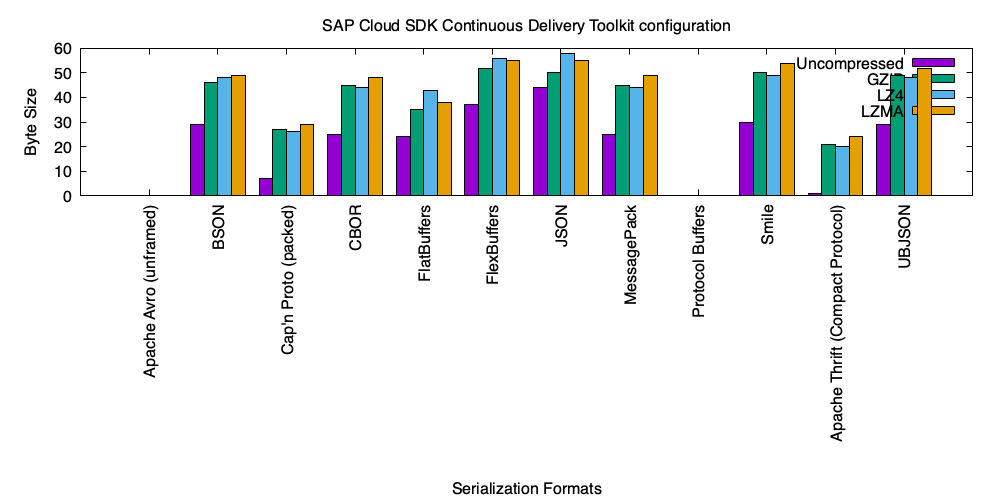 SAP Cloud SDK Continuous Delivery Toolkit configuration
60
50
40
30
20
10
0
Byte Size
Uncompressed
LZ4
LZMA
Apache Avro (unframed)
BSON
Cap'n Proto (packed)
CBOR
FlatBuffers
FlexBuffers
JSON
MessagePack
Protocol Buffers
Smile
Apache Thrift (Compact Protocol)
UBJSON
Serialization Formats